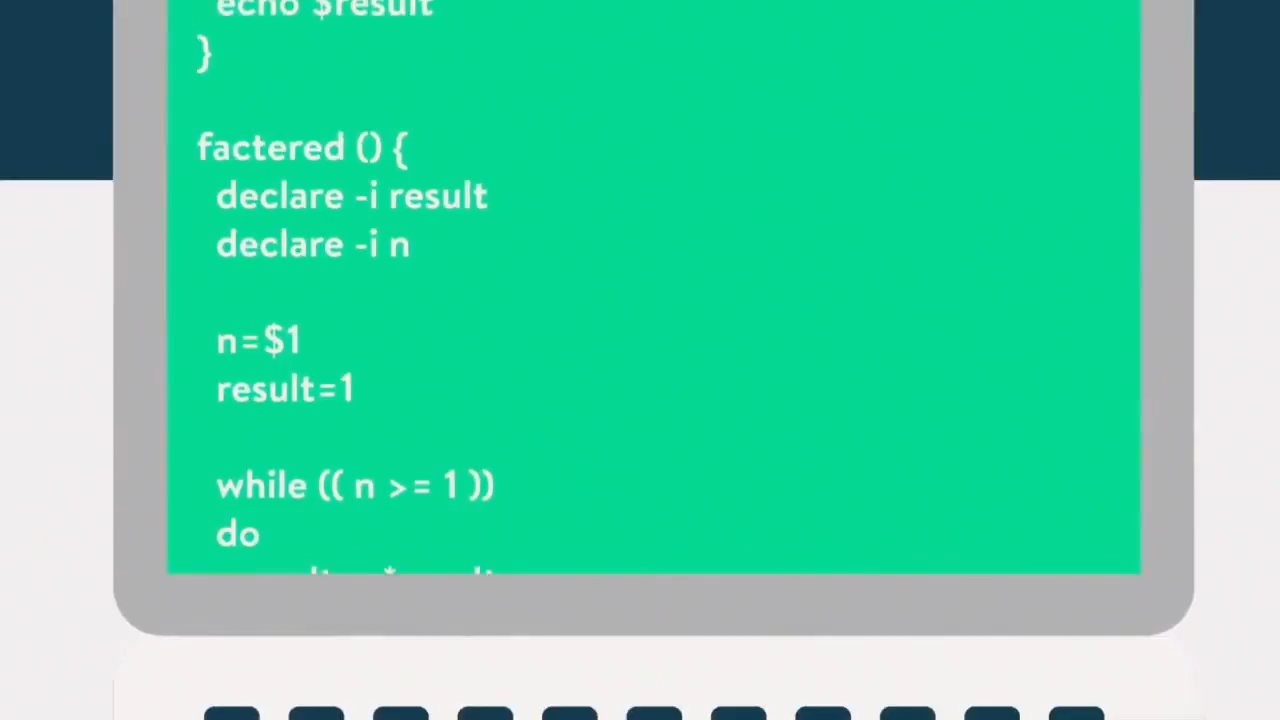 echo $result
}
factered () {
declare -i result
declare -i n
n=$1
result=1
while (( n >= 1 ))
do